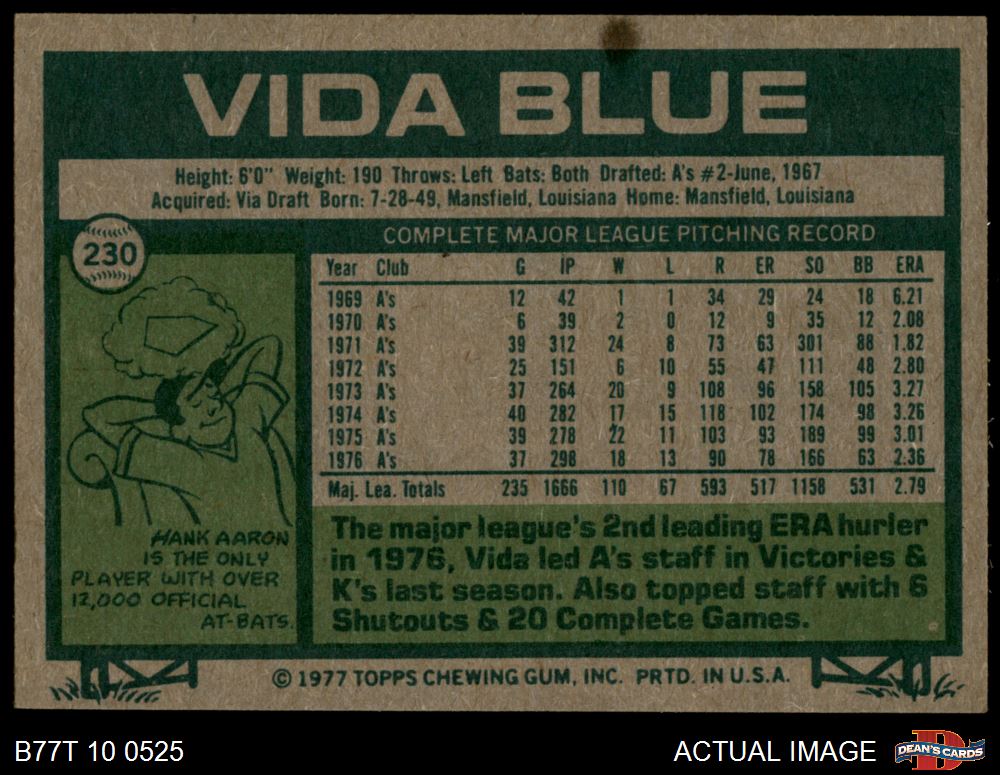 VIDA BLUE
Height: 6'0" Weight: 190 Throws: Left Bats: Both Drafted: A's #2-June, 1967
Acquired: Via Draft Born: 7-28-49, Mansfield, Louisiana Home: Mansfield, Louisiana
230
COMPLETE MAJOR LEAGUE PITCHING RECORD
Year Club G IP W L R ER SO BB ERA
1969 A's 12 42 1 1 34 29 24 18 6.21
1970 A's 6 39 2 0 12 9 35 12 2.08
1971 A's 39 312 24 8 73 63 301 88 1.82
1972 A's 25 151 6 10 55 47 111 48 2.80
1973 A's 37 264 20 9 108 96 158 105 3.27
1974 A's 40 282 17 15 118 102 174 98 3.26
1975 A's 39 278 22 11 103 93 189 99 3.01
1976 A's 37 298 18 13 90 78 166 63 2.36
Maj. Lea. Totals 235 1666 110 67 593 517 1158 531 2.79
HANK AARON
IS THE ONLY
PLAYER WITH OVER
12,000 OFFICIAL
AT-BATS.
The major league's 2nd leading ERA hurler
in 1976, Vida led A's staff in Victories &
K's last season. Also topped staff with 6
Shutouts & 20 Complete Games.
© 1977 TOPPS CHEWING GUM, INC. PRTD. IN U.S.A.
B77T 10 0525
ACTUAL IMAGE
D
DEAN'S CARDS